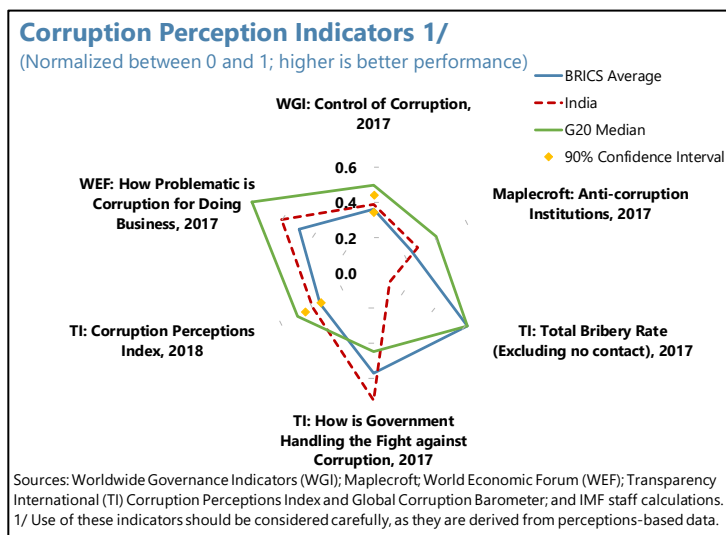 Corruption Perception Indicators 1/
(Normalized between 0 and 1; higher is better performance)
BRICS Average
India
G20 Median
90% Confidence Interval
WGI: Control of Corruption,
2017
Maplecroft: Anti-corruption
Institutions, 2017
TI: Total Bribery Rate
(Excluding no contact), 2017
TI: How is Government
Handling the Fight against
Corruption, 2017
TI: Corruption Perceptions
Index, 2018
WEF: How Problematic is
Corruption for Doing
Business, 2017
0.6
0.4
0.2
0.0
Sources: Worldwide Governance Indicators (WGI); Maplecroft; World Economic Forum (WEF); Transparency
International (TI) Corruption Perceptions Index and Global Corruption Barometer; and IMF staff calculations.
1/ Use of these indicators should be considered carefully, as they are derived from perceptions-based data.